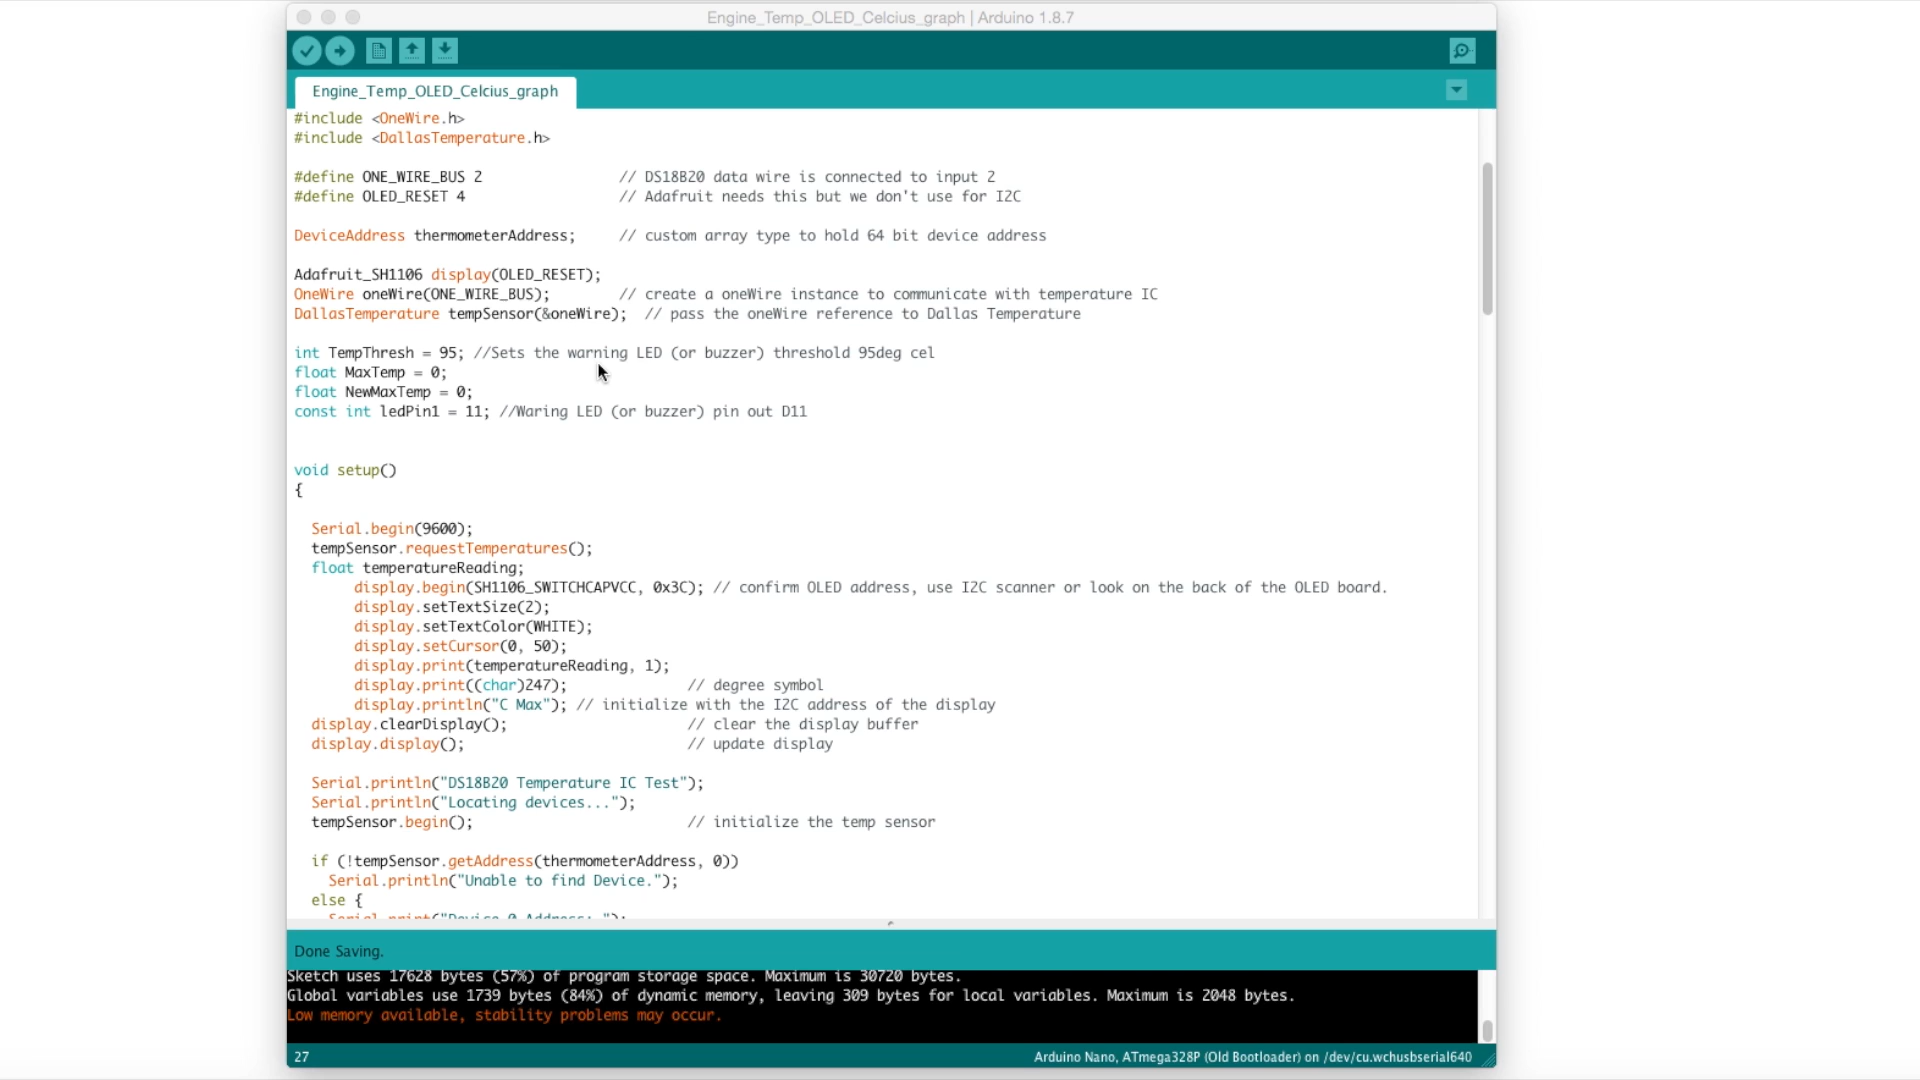 Engine_Temp_OLED_Celcius_graph | Arduino 1.8.7
Engine_Temp_OLED_Celcius_graph
#include <OneWire.h>
#include <DallasTemperature.h>
#define ONE_WIRE_BUS 2 // DS18B20 data wire is connected to input 2
#define OLED_RESET 4 // Adafruit needs this but we don't use for I2C
DeviceAddress thermometerAddress; // custom array type to hold 64 bit device address
Adafruit_SH1106 display(OLED_RESET);
OneWire oneWire(ONE_WIRE_BUS); // create a oneWire instance to communicate with temperature IC
DallasTemperature tempSensor(&oneWire); // pass the oneWire reference to Dallas Temperature
int TempThresh = 95; //Sets the warning LED (or buzzer) threshold 95deg cel
float MaxTemp = 0;
float NewMaxTemp = 0;
const int ledPin1 = 11; //Waring LED (or buzzer) pin out D11
void setup()
{
Serial.begin(9600);
tempSensor.requestTemperatures();
float temperatureReading;
display.begin(SH1106_SWITCHCAPVCC, 0x3C); // confirm OLED address, use I2C scanner or look on the back of the OLED board.
display.setTextSize(2);
display.setTextColor(WHITE);
display.setCursor(0, 50);
display.print(temperatureReading, 1);
display.print((char)247); // degree symbol
display.println("C Max"); // initialize with the I2C address of the display
display.clearDisplay(); // clear the display buffer
display.display(); // update display
Serial.println("DS18B20 Temperature IC Test");
Serial.println("Locating devices...");
tempSensor.begin(); // initialize the temp sensor
if (!tempSensor.getAddress(thermometerAddress, 0))
Serial.println("Unable to find Device.");
else {
Serial.print("Device 0 Address: ");
Done Saving.
Sketch uses 17628 bytes (57%) of program storage space. Maximum is 30720 bytes.
Global variables use 1739 bytes (84%) of dynamic memory, leaving 309 bytes for local variables. Maximum is 2048 bytes.
Low memory available, stability problems may occur.
27 Arduino Nano, ATmega328P (Old Bootloader) on /dev/cu.wchusbserial640